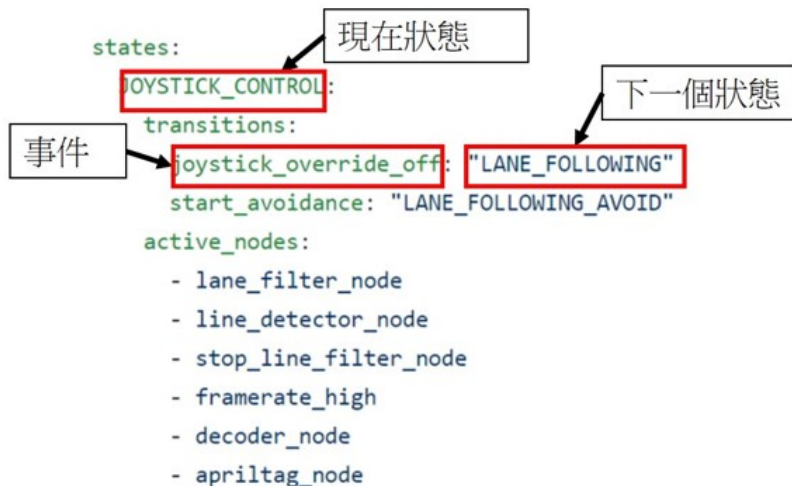 現在狀態
states:
JOYSTICK_CONTROL:
下一個狀態
transitions:
事件
joystick_override_off: "LANE_FOLLOWING"
start_avoidance: "LANE_FOLLOWING_AVOID"
active_nodes:
- lane_filter_node
- line_detector_node
- stop_line_filter_node
- framerate_high
- decoder_node
- apriltag_node